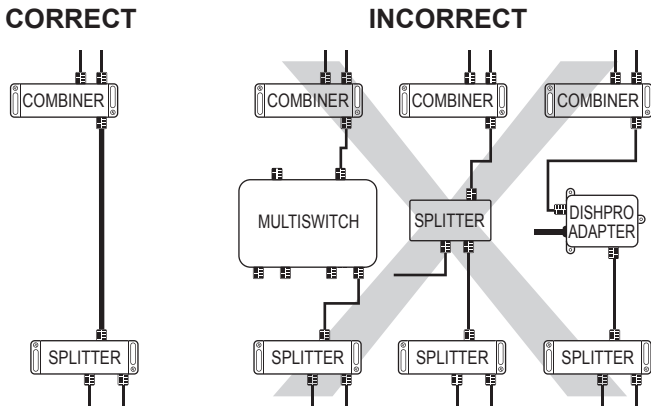 CORRECT
INCORRECT
COMBINER
COMBINER
COMBINER
COMBINER
MULTISWITCH
SPLITTER
DISHPRO
ADAPTER
SPLITTER
SPLITTER
SPLITTER
SPLITTER